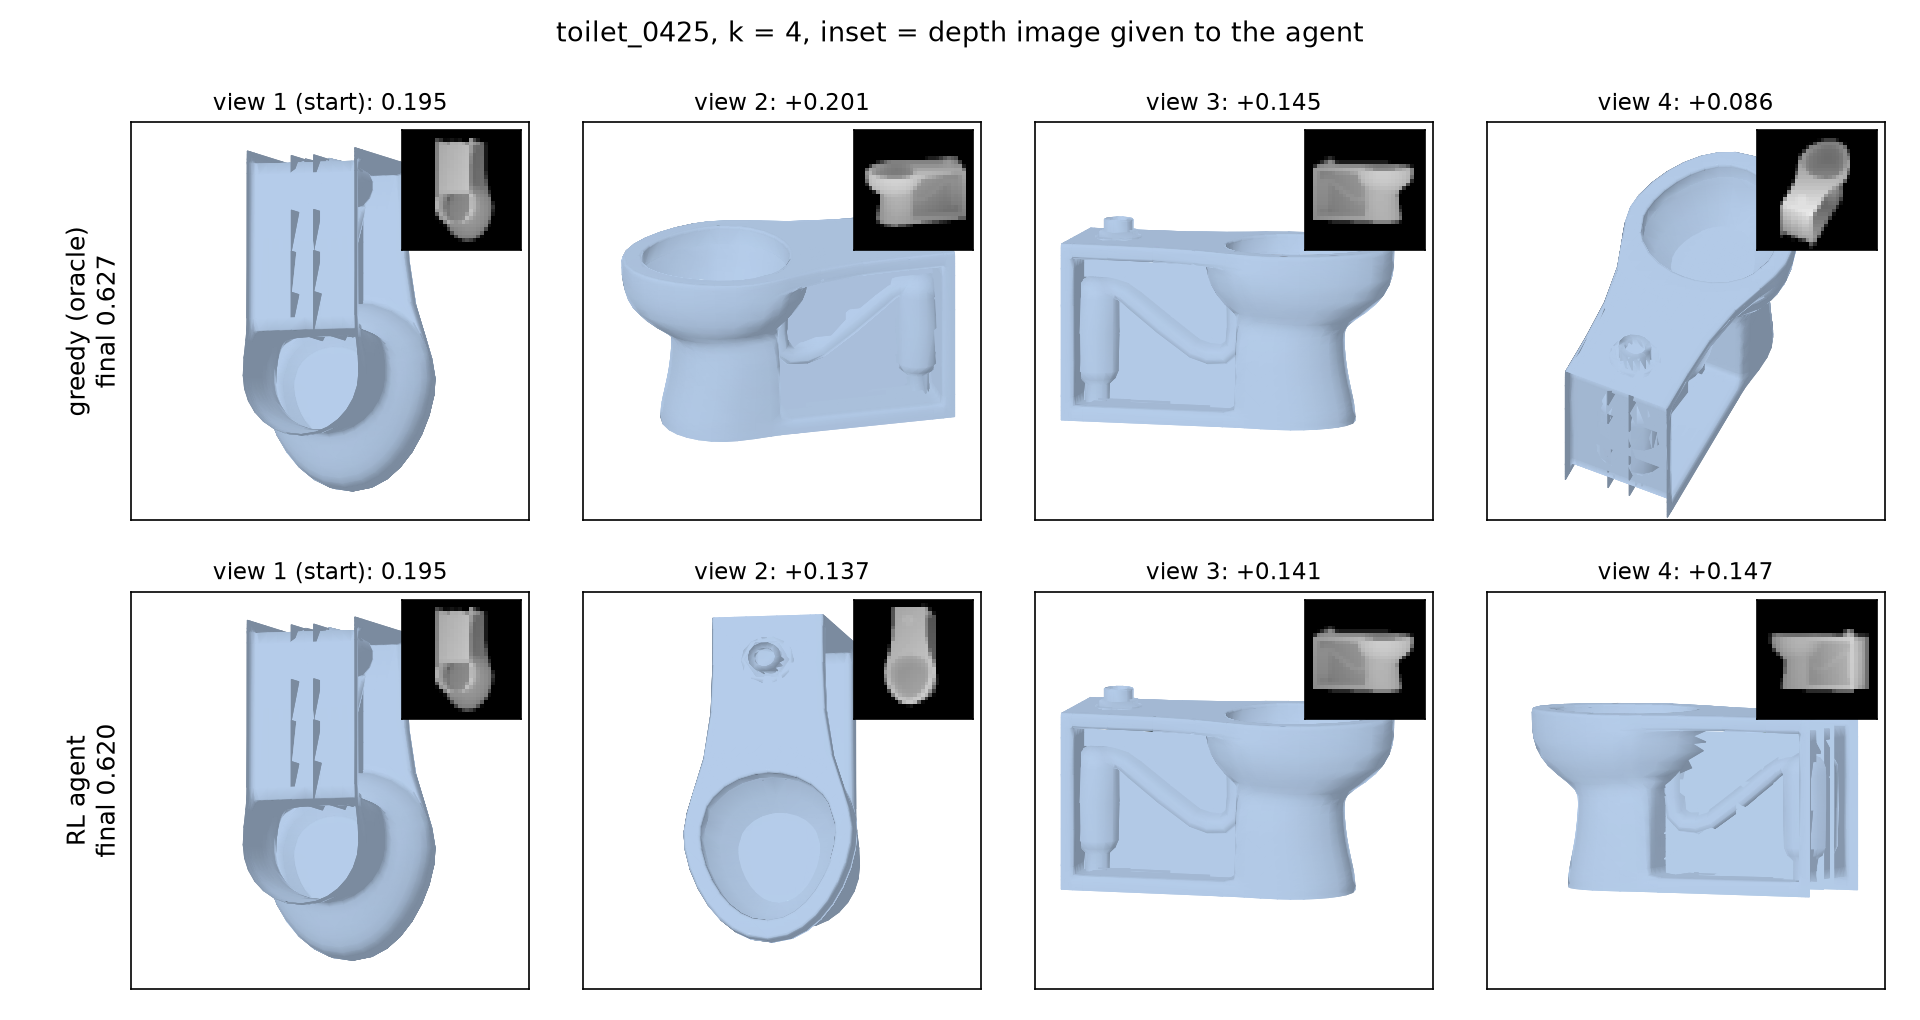 toilet_0425, k = 4, inset = depth image given to the agent
view 1 (start): 0.195
view 2: +0.201
view 3: +0.145
view 4: +0.086
greedy (oracle)
final 0.627
view 1 (start): 0.195
view 2: +0.137
view 3: +0.141
view 4: +0.147
RL agent
final 0.620